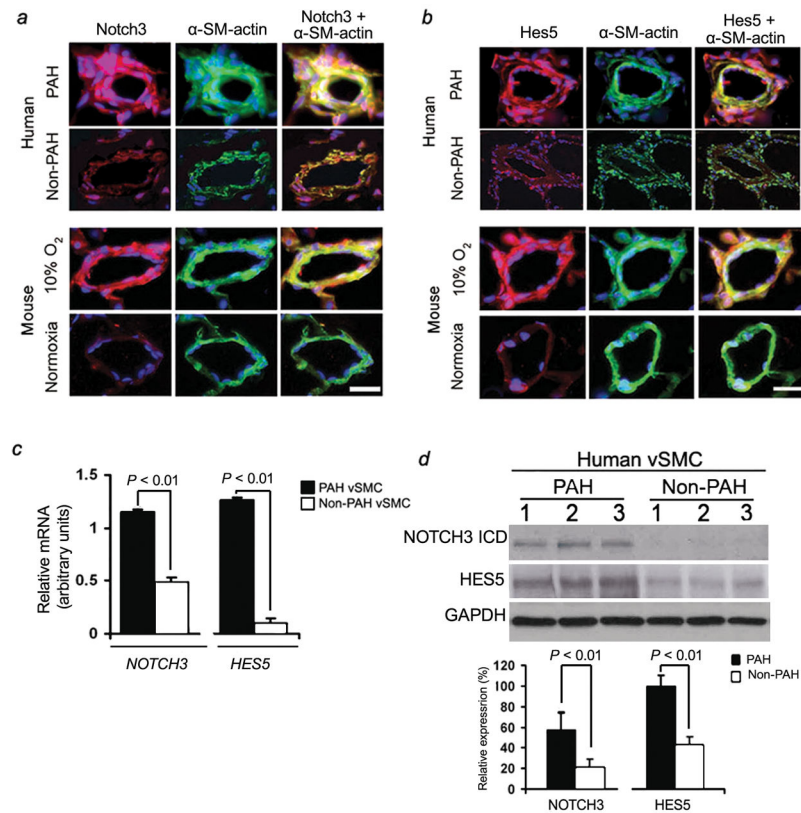 a
Notch3
α-SM-actin
Notch3 +
α-SM-actin
Human
PAH
Non-PAH
Mouse
10% O2
Normoxia
b
Hes5
α-SM-actin
Hes5 +
α-SM-actin
Human
PAH
Non-PAH
Mouse
10% O2
Normoxia
c
Relative mRNA
(arbitrary units)
1.5
1
0.5
0
P < 0.01
P < 0.01
PAH vSMC
Non-PAH vSMC
NOTCH3
HES5
d
Human vSMC
PAH
Non-PAH
1 2 3 1 2 3
NOTCH3 ICD
HES5
GAPDH
Relative expresrrion (%)
120
100
80
60
40
20
0
P < 0.01
P < 0.01
PAH
Non-PAH
NOTCH3
HES5